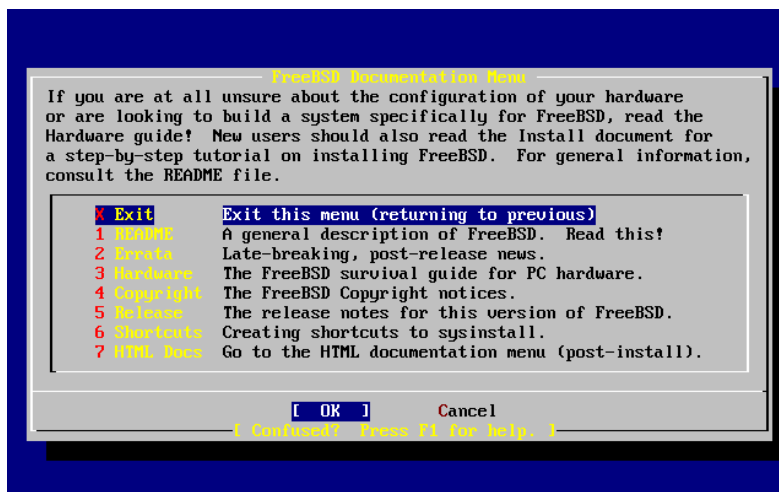 FreeBSD Documentation Menu
If you are at all unsure about the configuration of your hardware
or are looking to build a system specifically for FreeBSD, read the
Hardware guide!  New users should also read the Install document for
a step-by-step tutorial on installing FreeBSD.  For general information,
consult the README file.
X Exit Exit this menu (returning to previous)
1 README A general description of FreeBSD.  Read this!
2 Errata Late-breaking, post-release news.
3 Hardware The FreeBSD survival guide for PC hardware.
4 Copyright The FreeBSD Copyright notices.
5 Release The release notes for this version of FreeBSD.
6 Shortcuts Creating shortcuts to sysinstall.
7 HTML Docs Go to the HTML documentation menu (post-install).
[ OK ] Cancel
[ Confused? Press F1 for help. ]